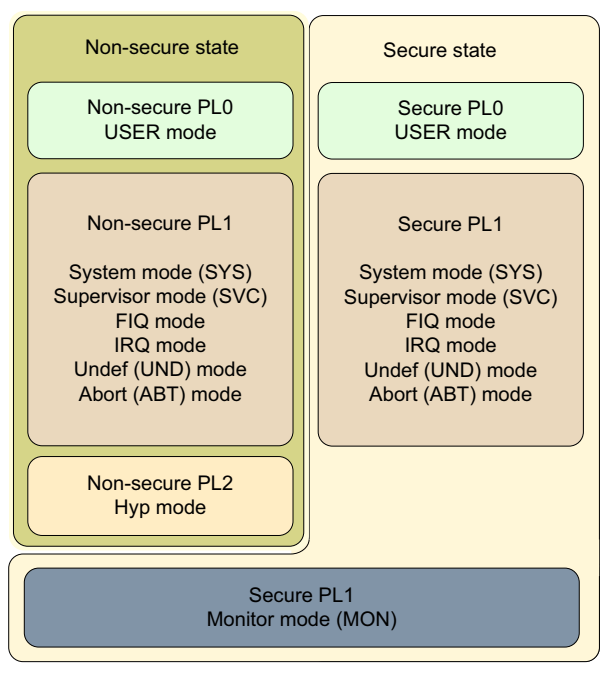 Non-secure state
Non-secure PL0
USER mode
Non-secure PL1
System mode (SYS)
Supervisor mode (SVC)
FIQ mode
IRQ mode
Undef (UND) mode
Abort (ABT) mode
Non-secure PL2
Hyp mode
Secure state
Secure PL0
USER mode
Secure PL1
System mode (SYS)
Supervisor mode (SVC)
FIQ mode
IRQ mode
Undef (UND) mode
Abort (ABT) mode
Secure PL1
Monitor mode (MON)